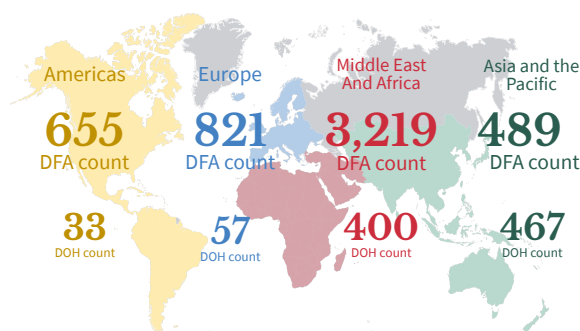 Americas
655
DFA count
33
DOH count
Europe
821
DFA count
57
DOH count
Middle East
And Africa
3,219
DFA count
400
DOH count
Asia and the
Pacific
489
DFA count
467
DOH count